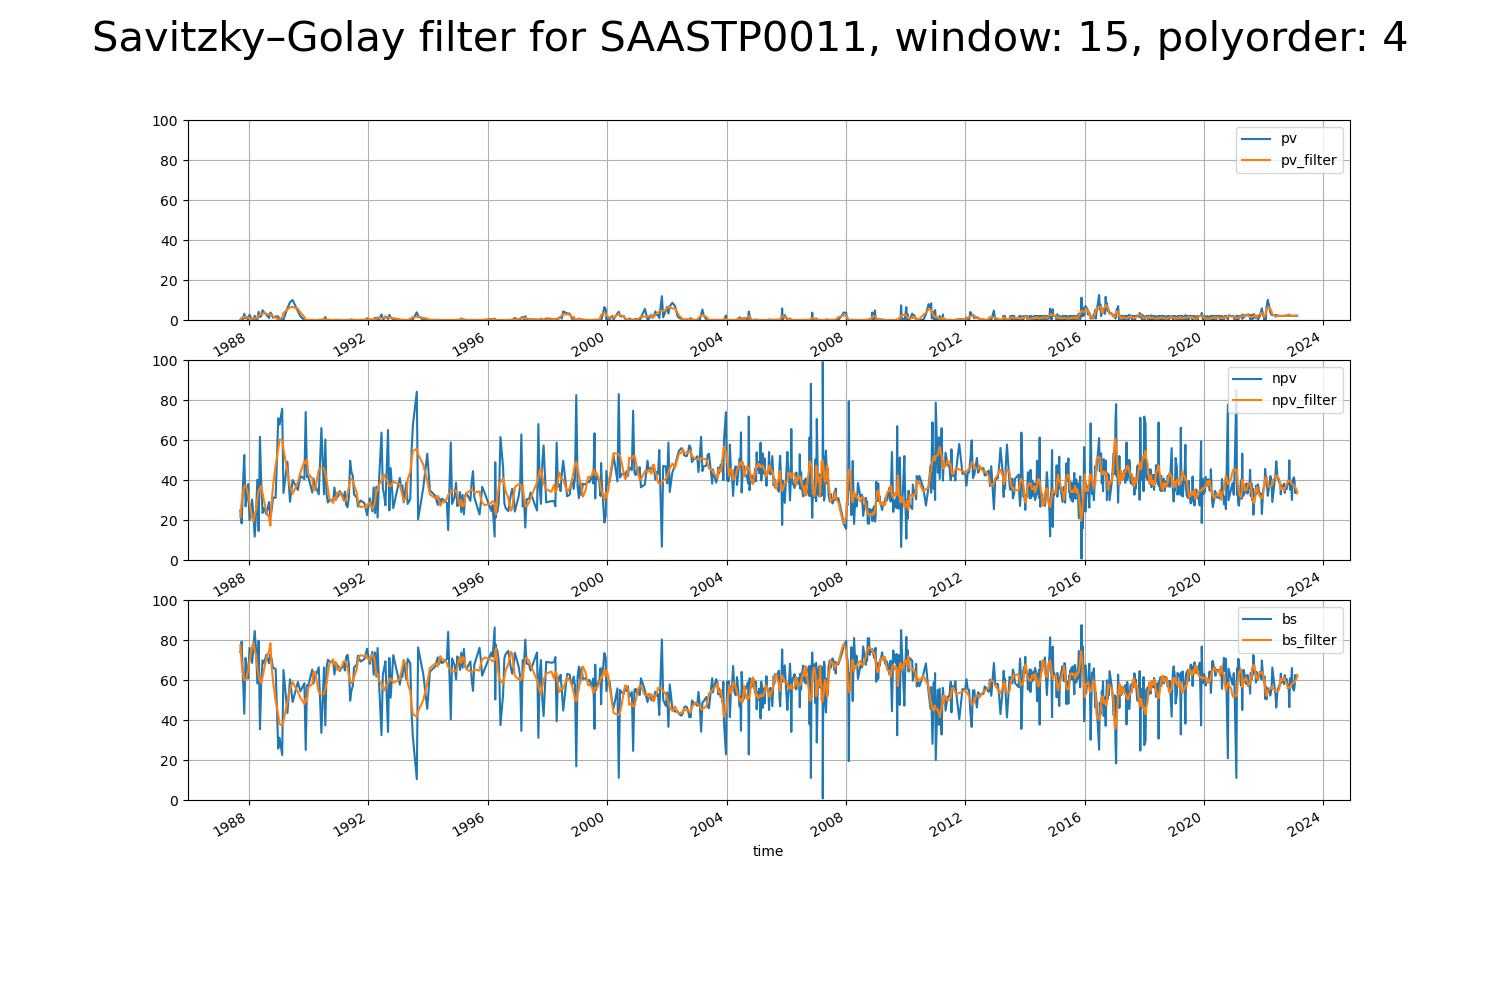 Savitzky–Golay filter for SAASTP0011, window: 15, polyorder: 4
100
80
60
40
20
0
pv
pv_filter
1988 1992 1996 2000 2004 2008 2012 2016 2020 2024
100
80
60
40
20
0
npv
npv_filter
1988 1992 1996 2000 2004 2008 2012 2016 2020 2024
100
80
60
40
20
0
bs
bs_filter
1988 1992 1996 2000 2004 2008 2012 2016 2020 2024
time